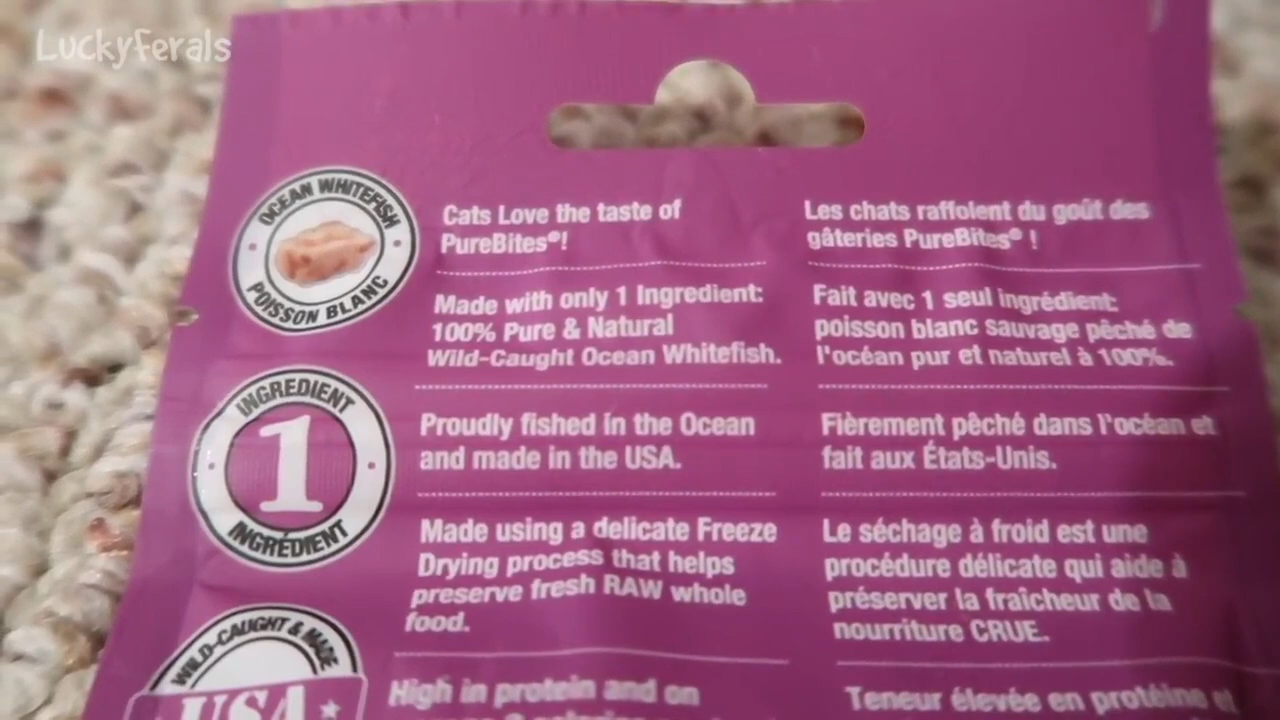 LuckyFerals
OCEAN WHITEFISH
POISSON BLANC
Cats Love the taste of
PureBites®!
Made with only 1 Ingredient:
100% Pure & Natural
Wild-Caught Ocean Whitefish.
INGREDIENT
1
INGRÉDIENT
Proudly fished in the Ocean
and made in the USA.
Made using a delicate Freeze
Drying process that helps
preserve fresh RAW whole
food.
WILD-CAUGHT & MADE
USA
High in protein and on
Les chats raffolent du goût des
gâteries PureBites® !
Fait avec 1 seul ingrédient:
poisson blanc sauvage pêché de
l'océan pur et naturel à 100%.
Fièrement pêché dans l'océan et
fait aux États-Unis.
Le séchage à froid est une
procédure délicate qui aide à
préserver la fraîcheur de la
nourriture CRUE.
Teneur élevée en protéine et